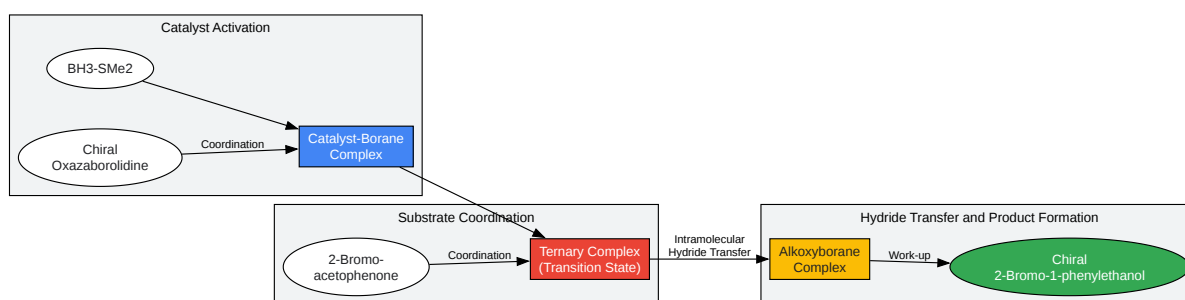 Catalyst Activation
BH3-SMe2
Chiral
Oxazaborolidine
Coordination
Catalyst-Borane
Complex
Substrate Coordination
2-Bromo-
acetophenone
Coordination
Ternary Complex
(Transition State)
Intramolecular
Hydride Transfer
Hydride Transfer and Product Formation
Alkoxyborane
Complex
Work-up
Chiral
2-Bromo-1-phenylethanol